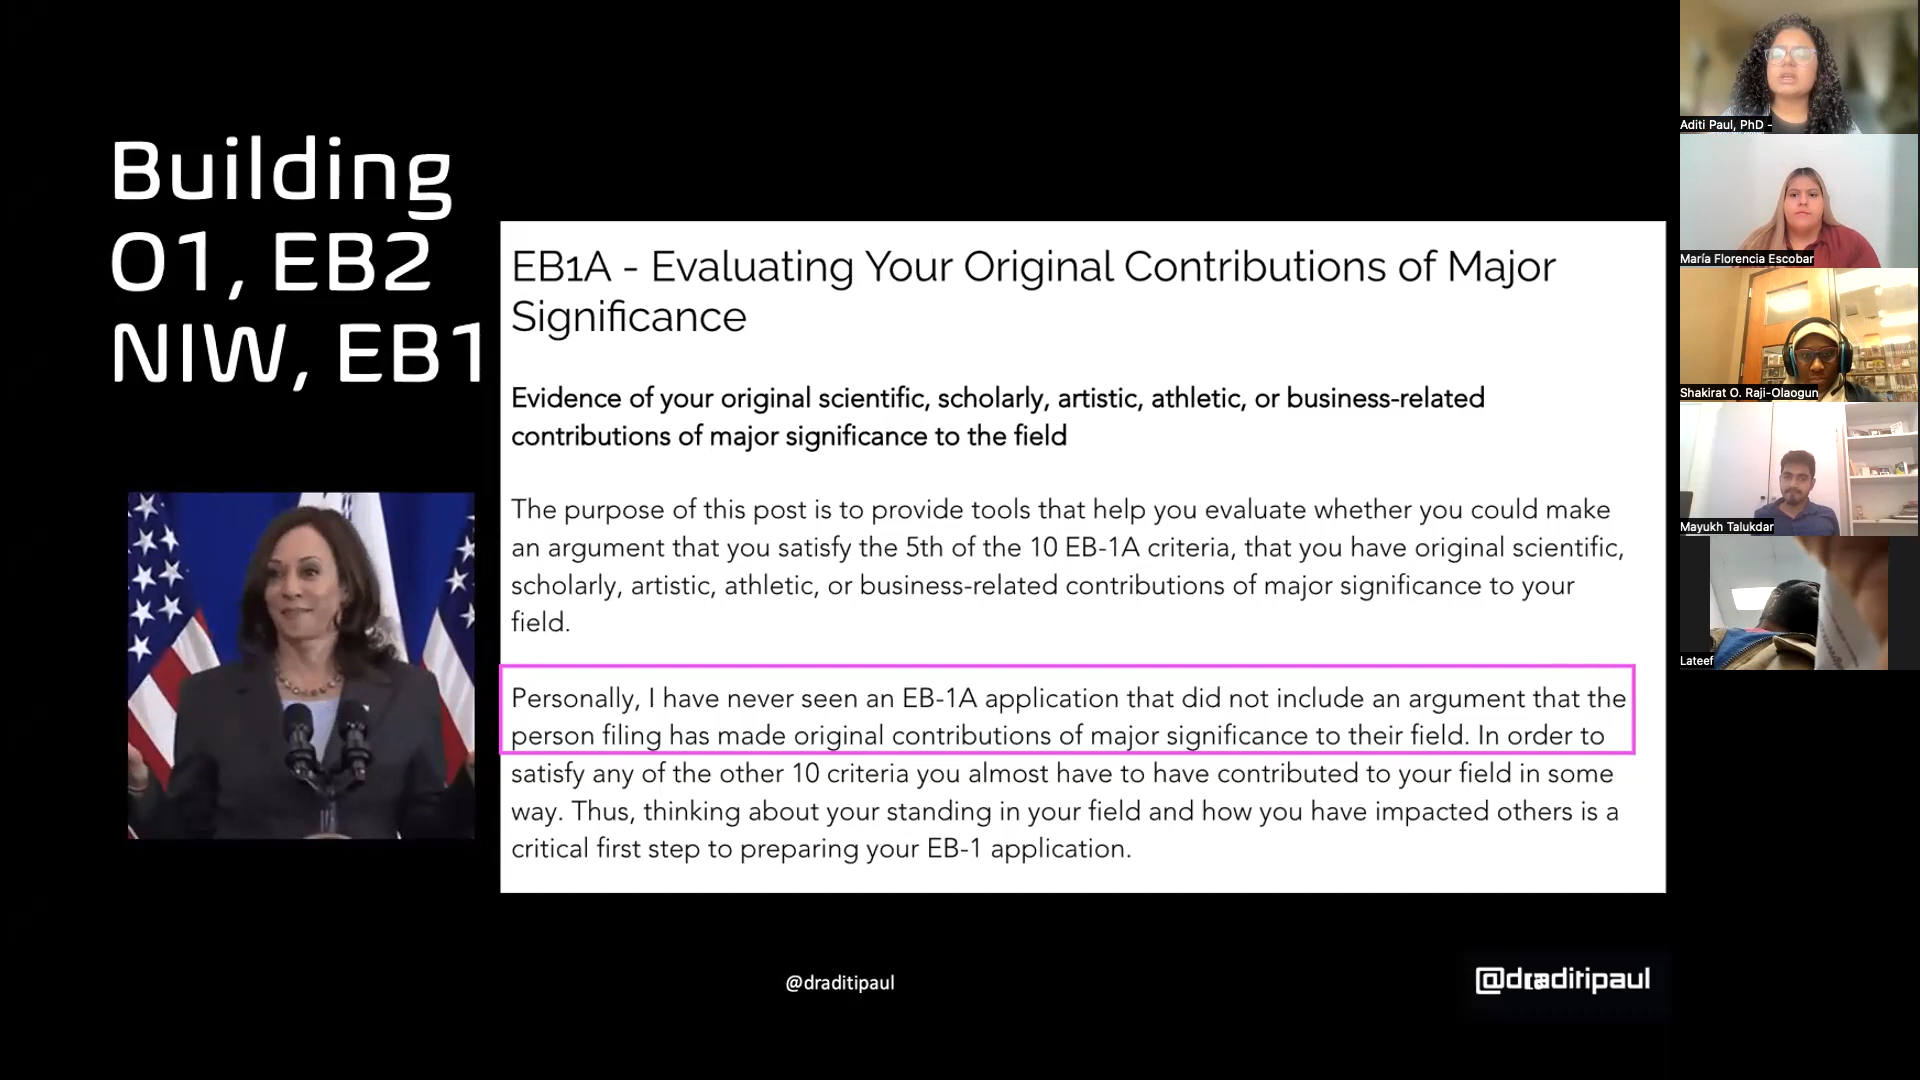 Building
O1, EB2
NIW, EB1
EB1A - Evaluating Your Original Contributions of Major
Significance
Evidence of your original scientific, scholarly, artistic, athletic, or business-related
contributions of major significance to the field
The purpose of this post is to provide tools that help you evaluate whether you could make
an argument that you satisfy the 5th of the 10 EB-1A criteria, that you have original scientific,
scholarly, artistic, athletic, or business-related contributions of major significance to your
field.
Personally, I have never seen an EB-1A application that did not include an argument that the
person filing has made original contributions of major significance to their field. In order to
satisfy any of the other 10 criteria you almost have to have contributed to your field in some
way. Thus, thinking about your standing in your field and how you have impacted others is a
critical first step to preparing your EB-1 application.
@draditipaul
@draditipaul
Aditi Paul, PhD -
María Florencia Escobar
Shakirat O. Raji-Olaogun
Mayukh Talukdar
Lateef